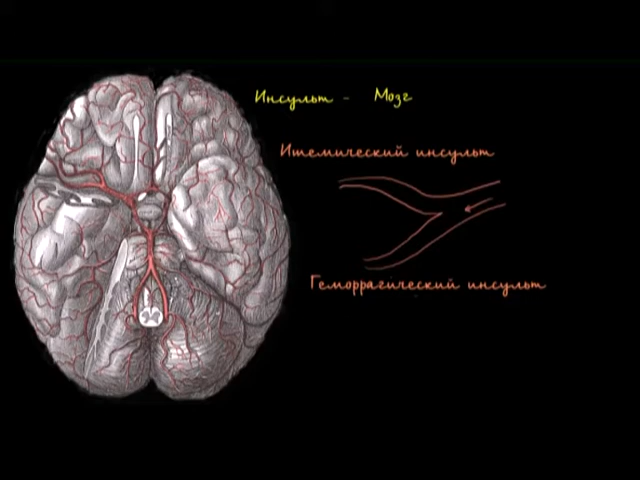 Инсульт - Мозг
Ишемический инсульт
Геморрагический инсульт